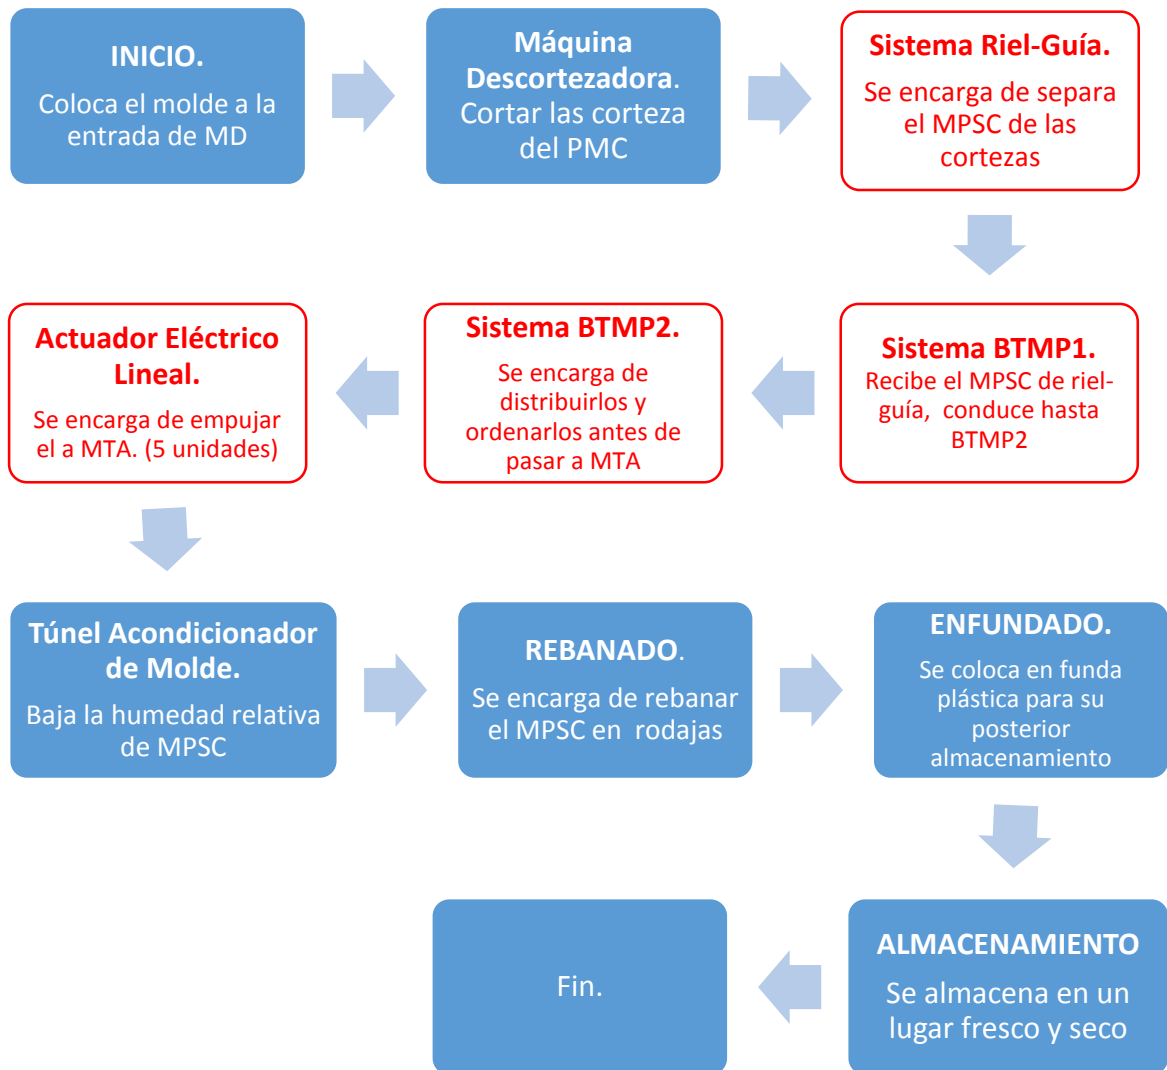 INICIO.
Coloca el molde a la
entrada de MD
Máquina
Descortezadora.
Cortar las corteza
del PMC
Sistema Riel-Guía.
Se encarga de separa
el MPSC de las
cortezas
Sistema BTMP1.
Recibe el MPSC de riel-
guía, conduce hasta
BTMP2
Sistema BTMP2.
Se encarga de
distribuirlos y
ordenarlos antes de
pasar a MTA
Actuador Eléctrico
Lineal.
Se encarga de empujar
el a MTA. (5 unidades)
Túnel Acondicionador
de Molde.
Baja la humedad relativa
de MPSC
REBANADO.
Se encarga de rebanar
el MPSC en rodajas
ENFUNDADO.
Se coloca en funda
plástica para su
posterior
almacenamiento
ALMACENAMIENTO
Se almacena en un
lugar fresco y seco
Fin.